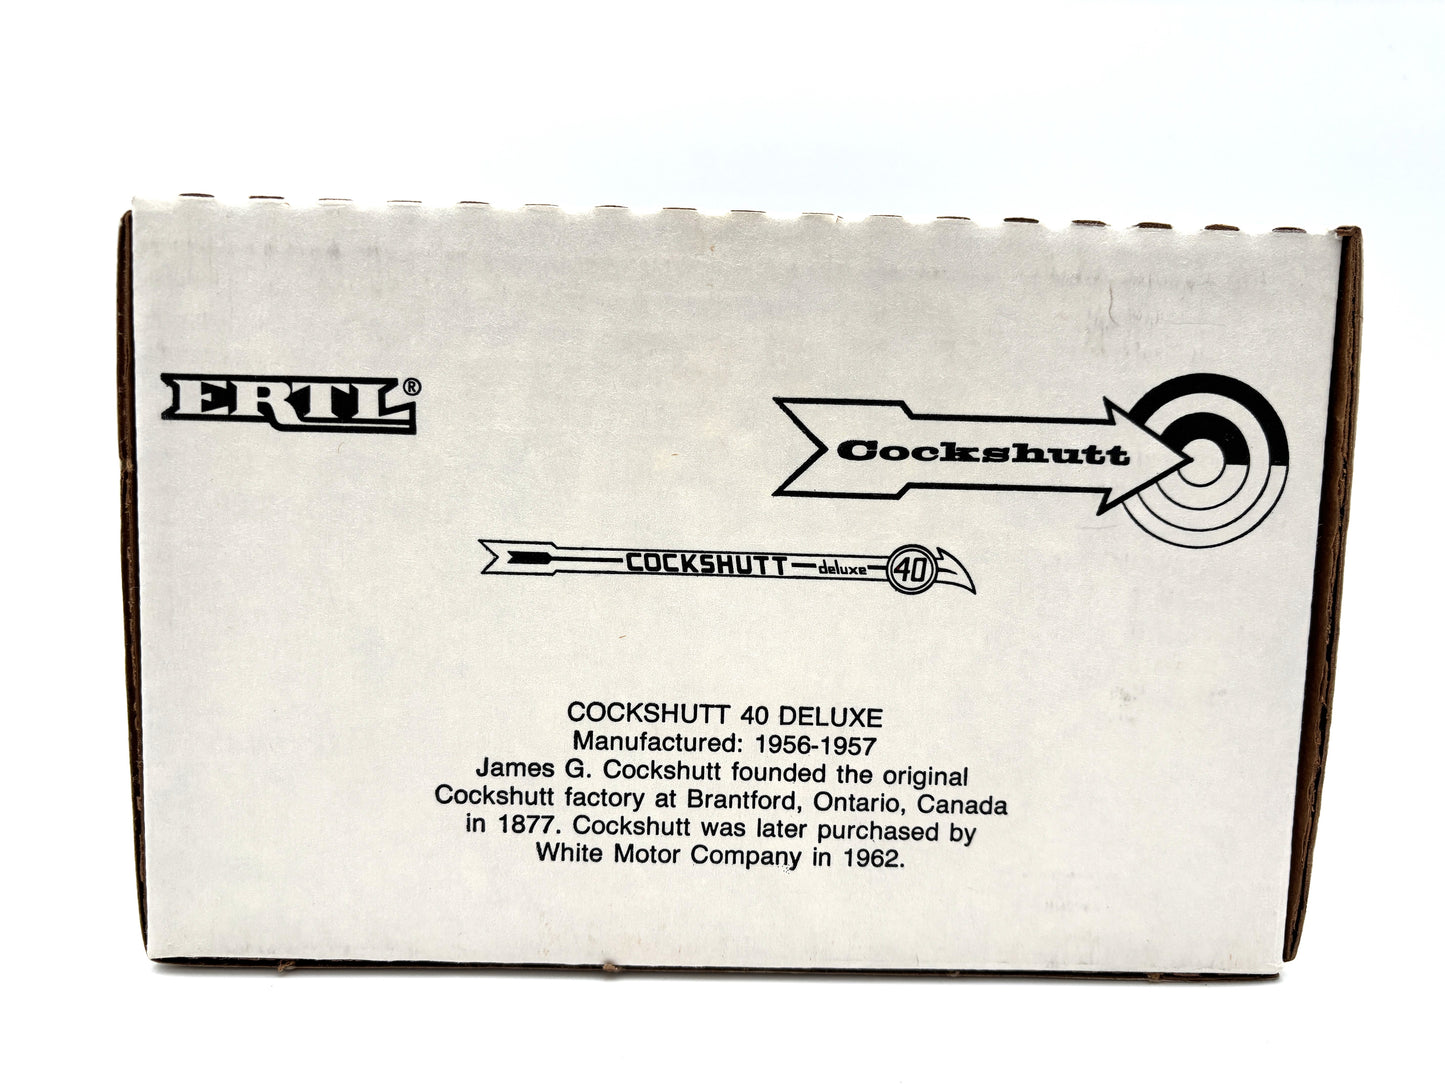 ERTL®
Cockshutt
COCKSHUTT deluxe 40
COCKSHUTT 40 DELUXE
Manufactured: 1956-1957
James G. Cockshutt founded the original
Cockshutt factory at Brantford, Ontario, Canada
in 1877. Cockshutt was later purchased by
White Motor Company in 1962.